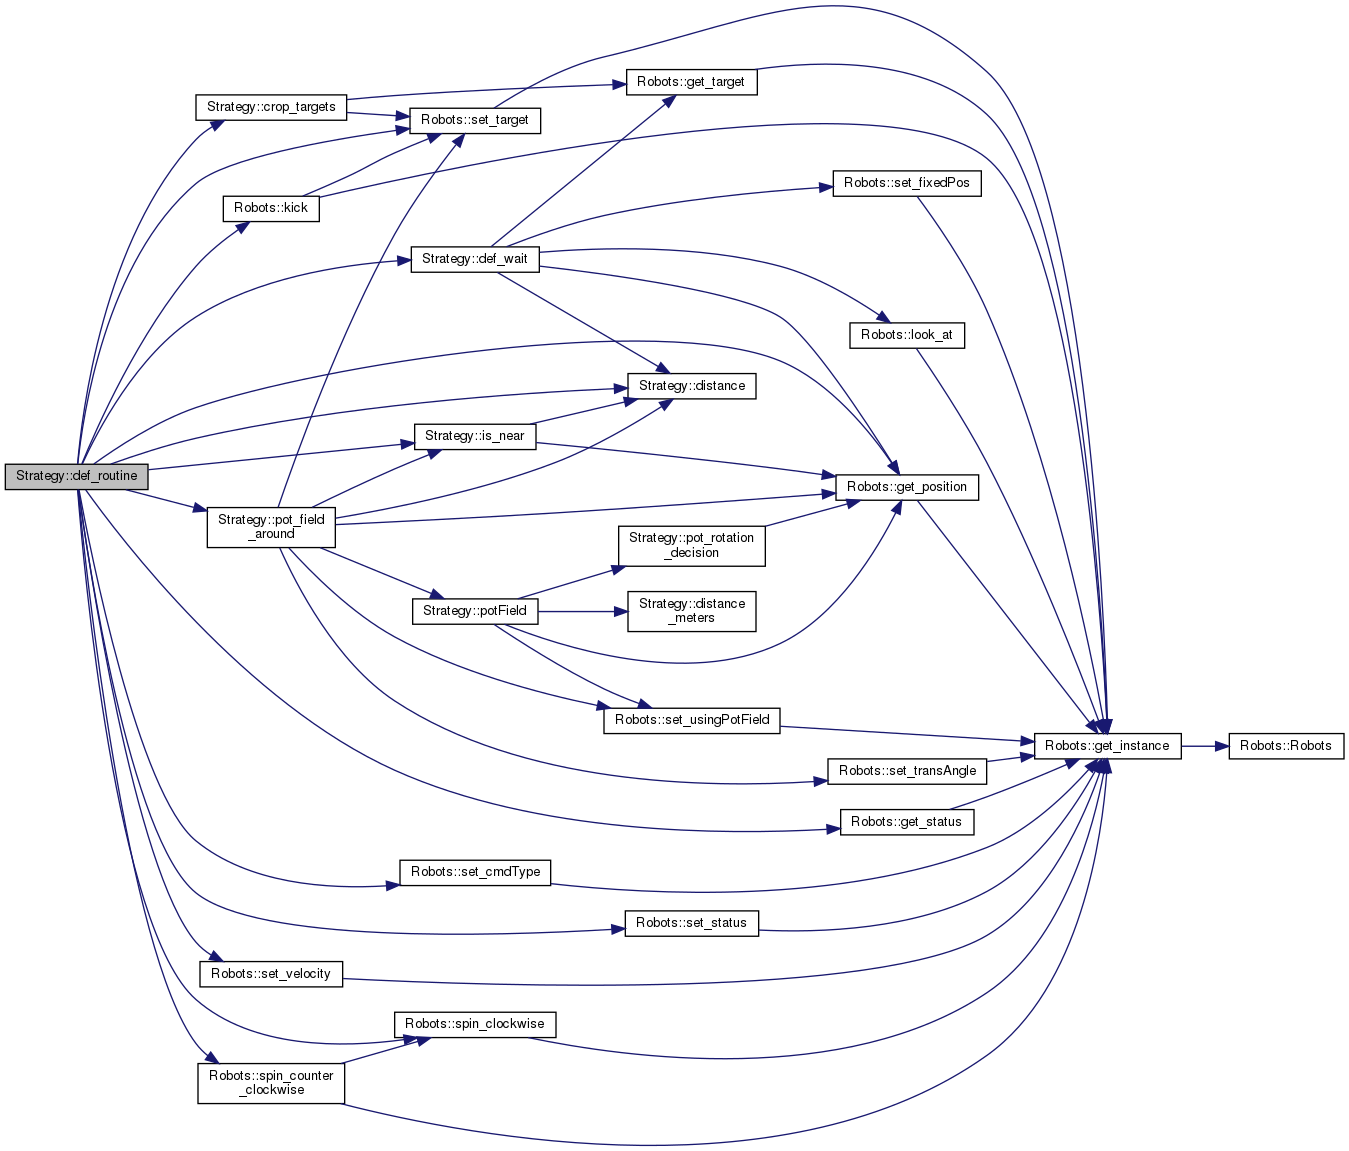 Robots::get_target
Strategy::crop_targets
Robots::set_target
Robots::set_fixedPos
Robots::kick
Strategy::def_wait
Robots::look_at
Strategy::distance
Strategy::is_near
Strategy::def_routine
Robots::get_position
Strategy::pot_field
_around
Strategy::pot_rotation
_decision
Strategy::potField
Strategy::distance
_meters
Robots::set_usingPotField
Robots::get_instance
Robots::Robots
Robots::set_transAngle
Robots::get_status
Robots::set_cmdType
Robots::set_status
Robots::set_velocity
Robots::spin_clockwise
Robots::spin_counter
_clockwise